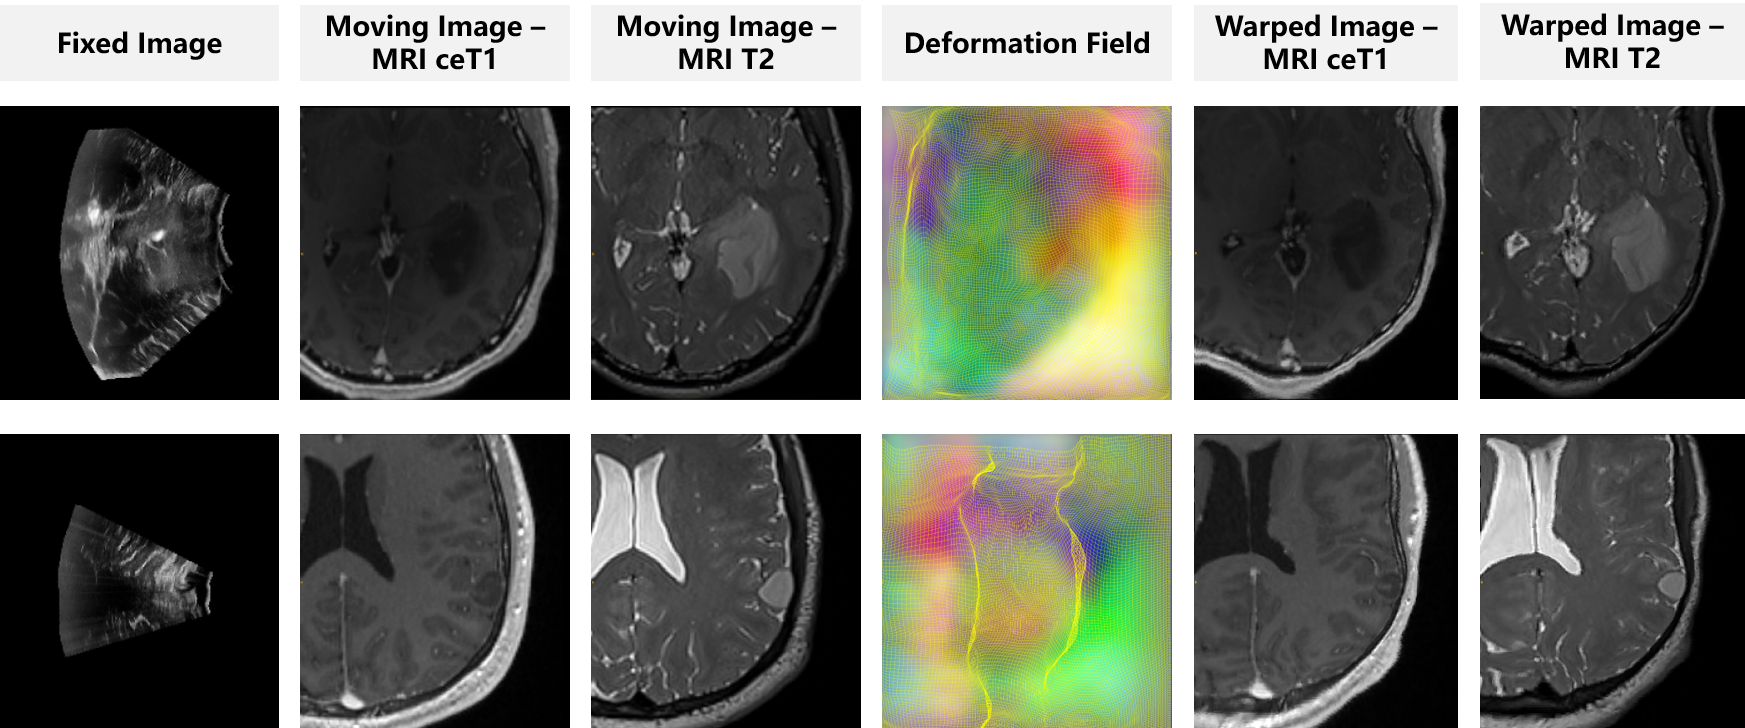 Fixed Image
Moving Image –
MRI ceT1
Moving Image –
MRI T2
Deformation Field
Warped Image –
MRI ceT1
Warped Image –
MRI T2